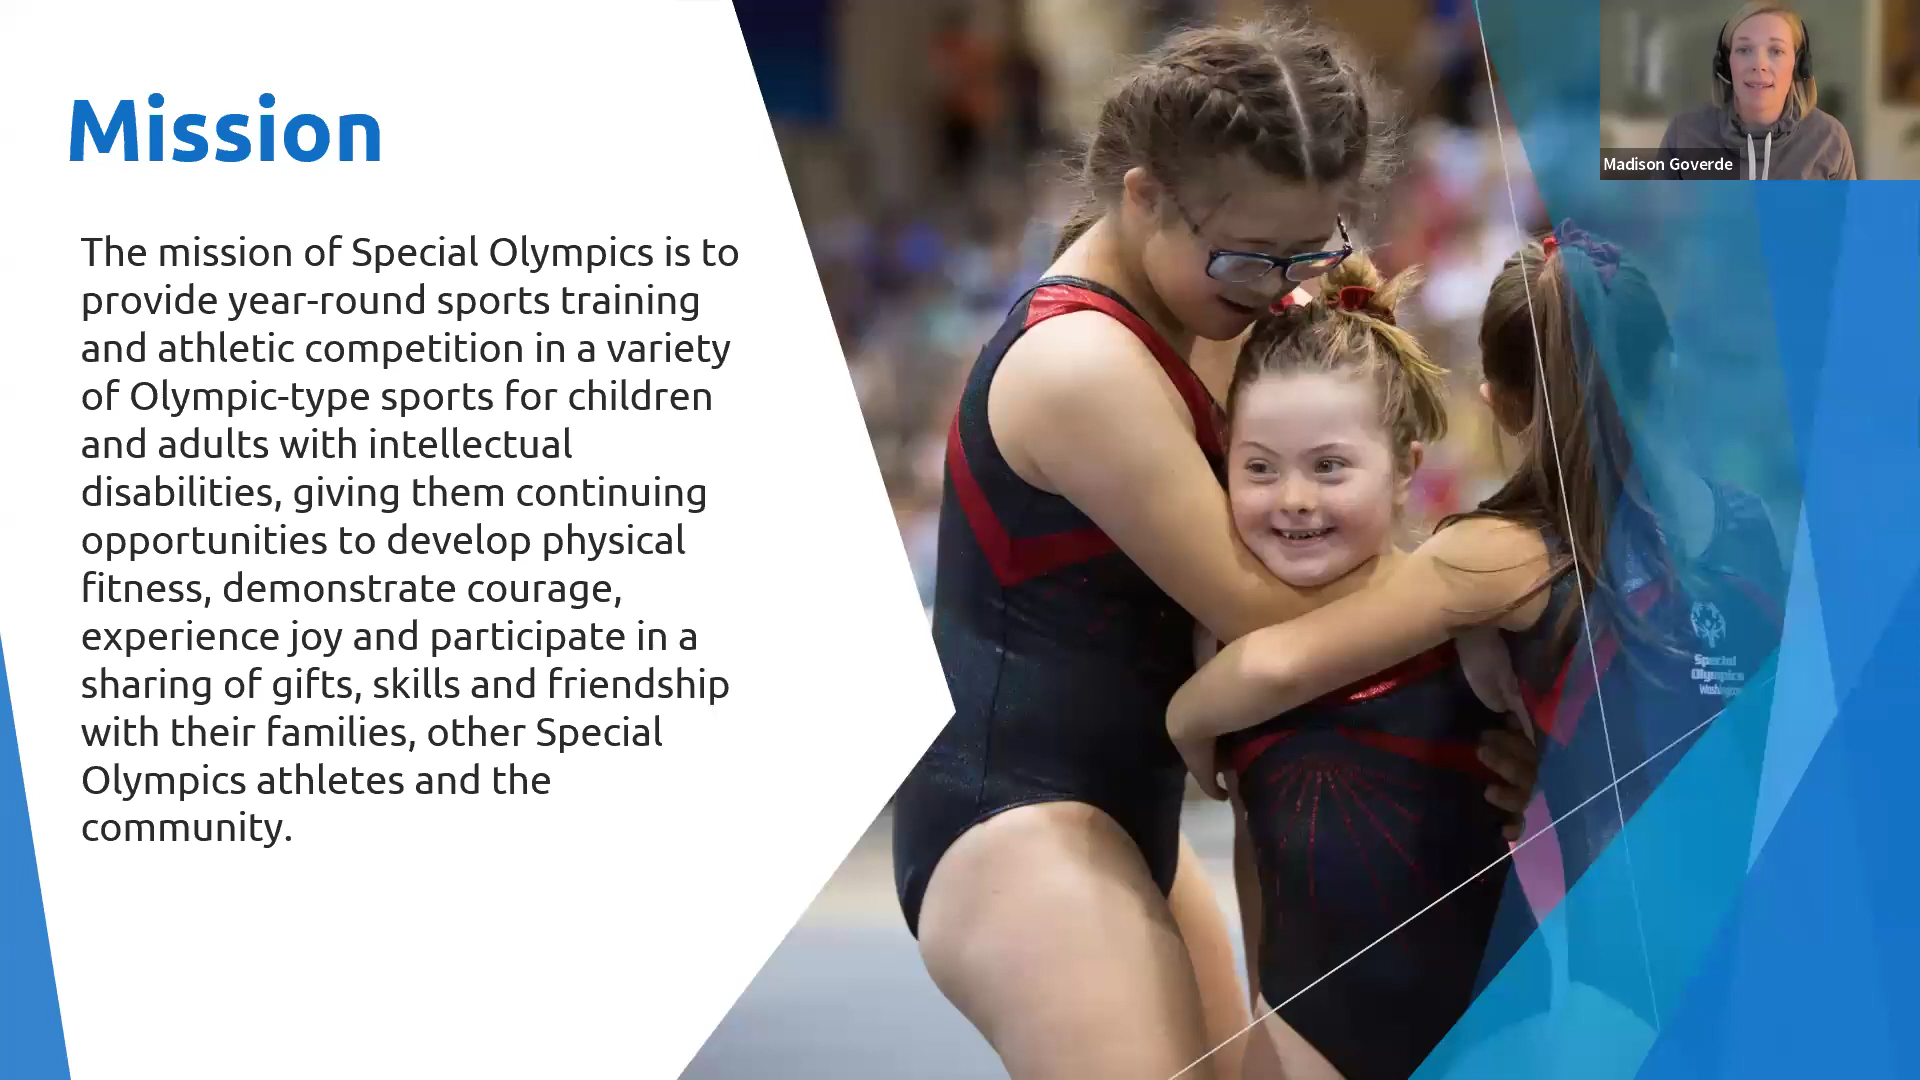 Mission
The mission of Special Olympics is to
provide year-round sports training
and athletic competition in a variety
of Olympic-type sports for children
and adults with intellectual
disabilities, giving them continuing
opportunities to develop physical
fitness, demonstrate courage,
experience joy and participate in a
sharing of gifts, skills and friendship
with their families, other Special
Olympics athletes and the
community.
Madison Goverde
Special
Olympics
Washington